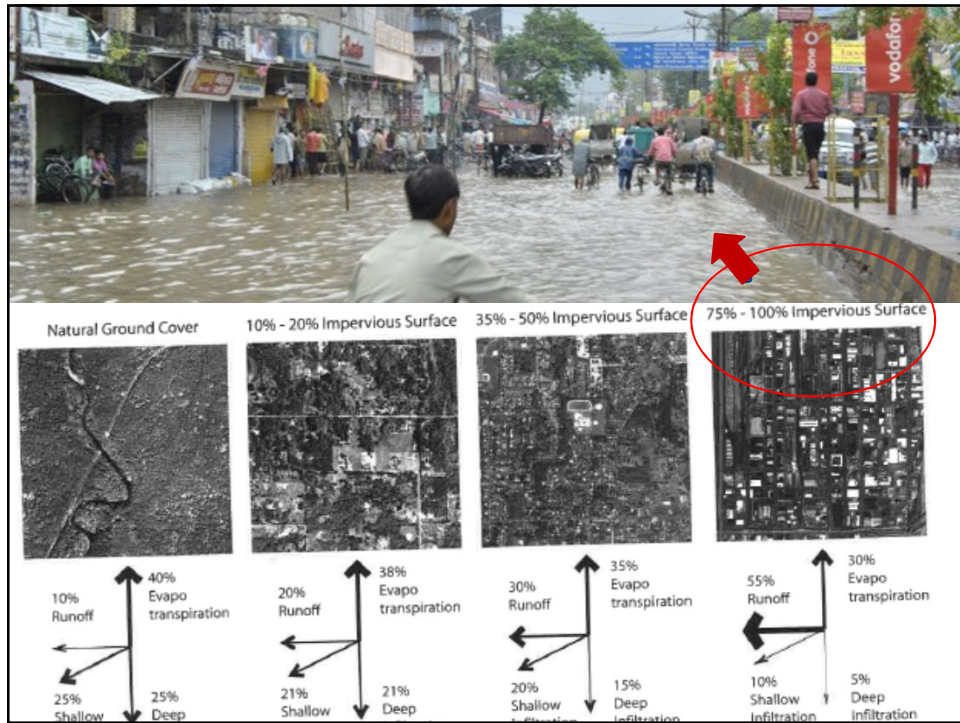 vodafone
vodafo
Natural Ground Cover
10% - 20% Impervious Surface
35% - 50% Impervious Surface
75% - 100% Impervious Surface
10%
Runoff
40%
Evapo
transpiration
25%
Shallow
25%
Deep
20%
Runoff
38%
Evapo
transpiration
21%
Shallow
21%
Deep
30%
Runoff
35%
Evapo
transpiration
20%
Shallow
Infiltration
15%
Deep
Infiltration
55%
Runoff
30%
Evapo
transpiration
10%
Shallow
Infiltration
5%
Deep
Infiltration